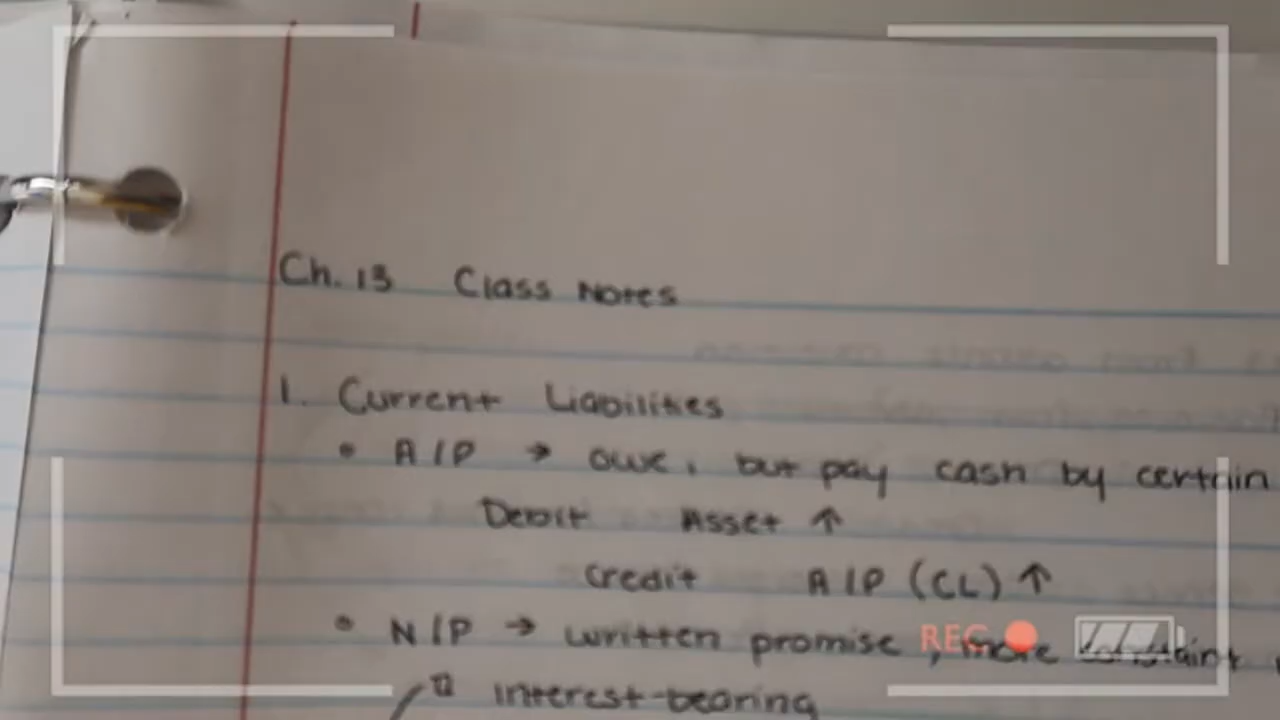 Ch. 13 Class Notes
1. Current Liabilities
• A/P → owe, but pay cash by certain
Debit Asset ↑
Credit A/P (CL) ↑
• N/P → written promise, more constraint
interest-bearing
REC